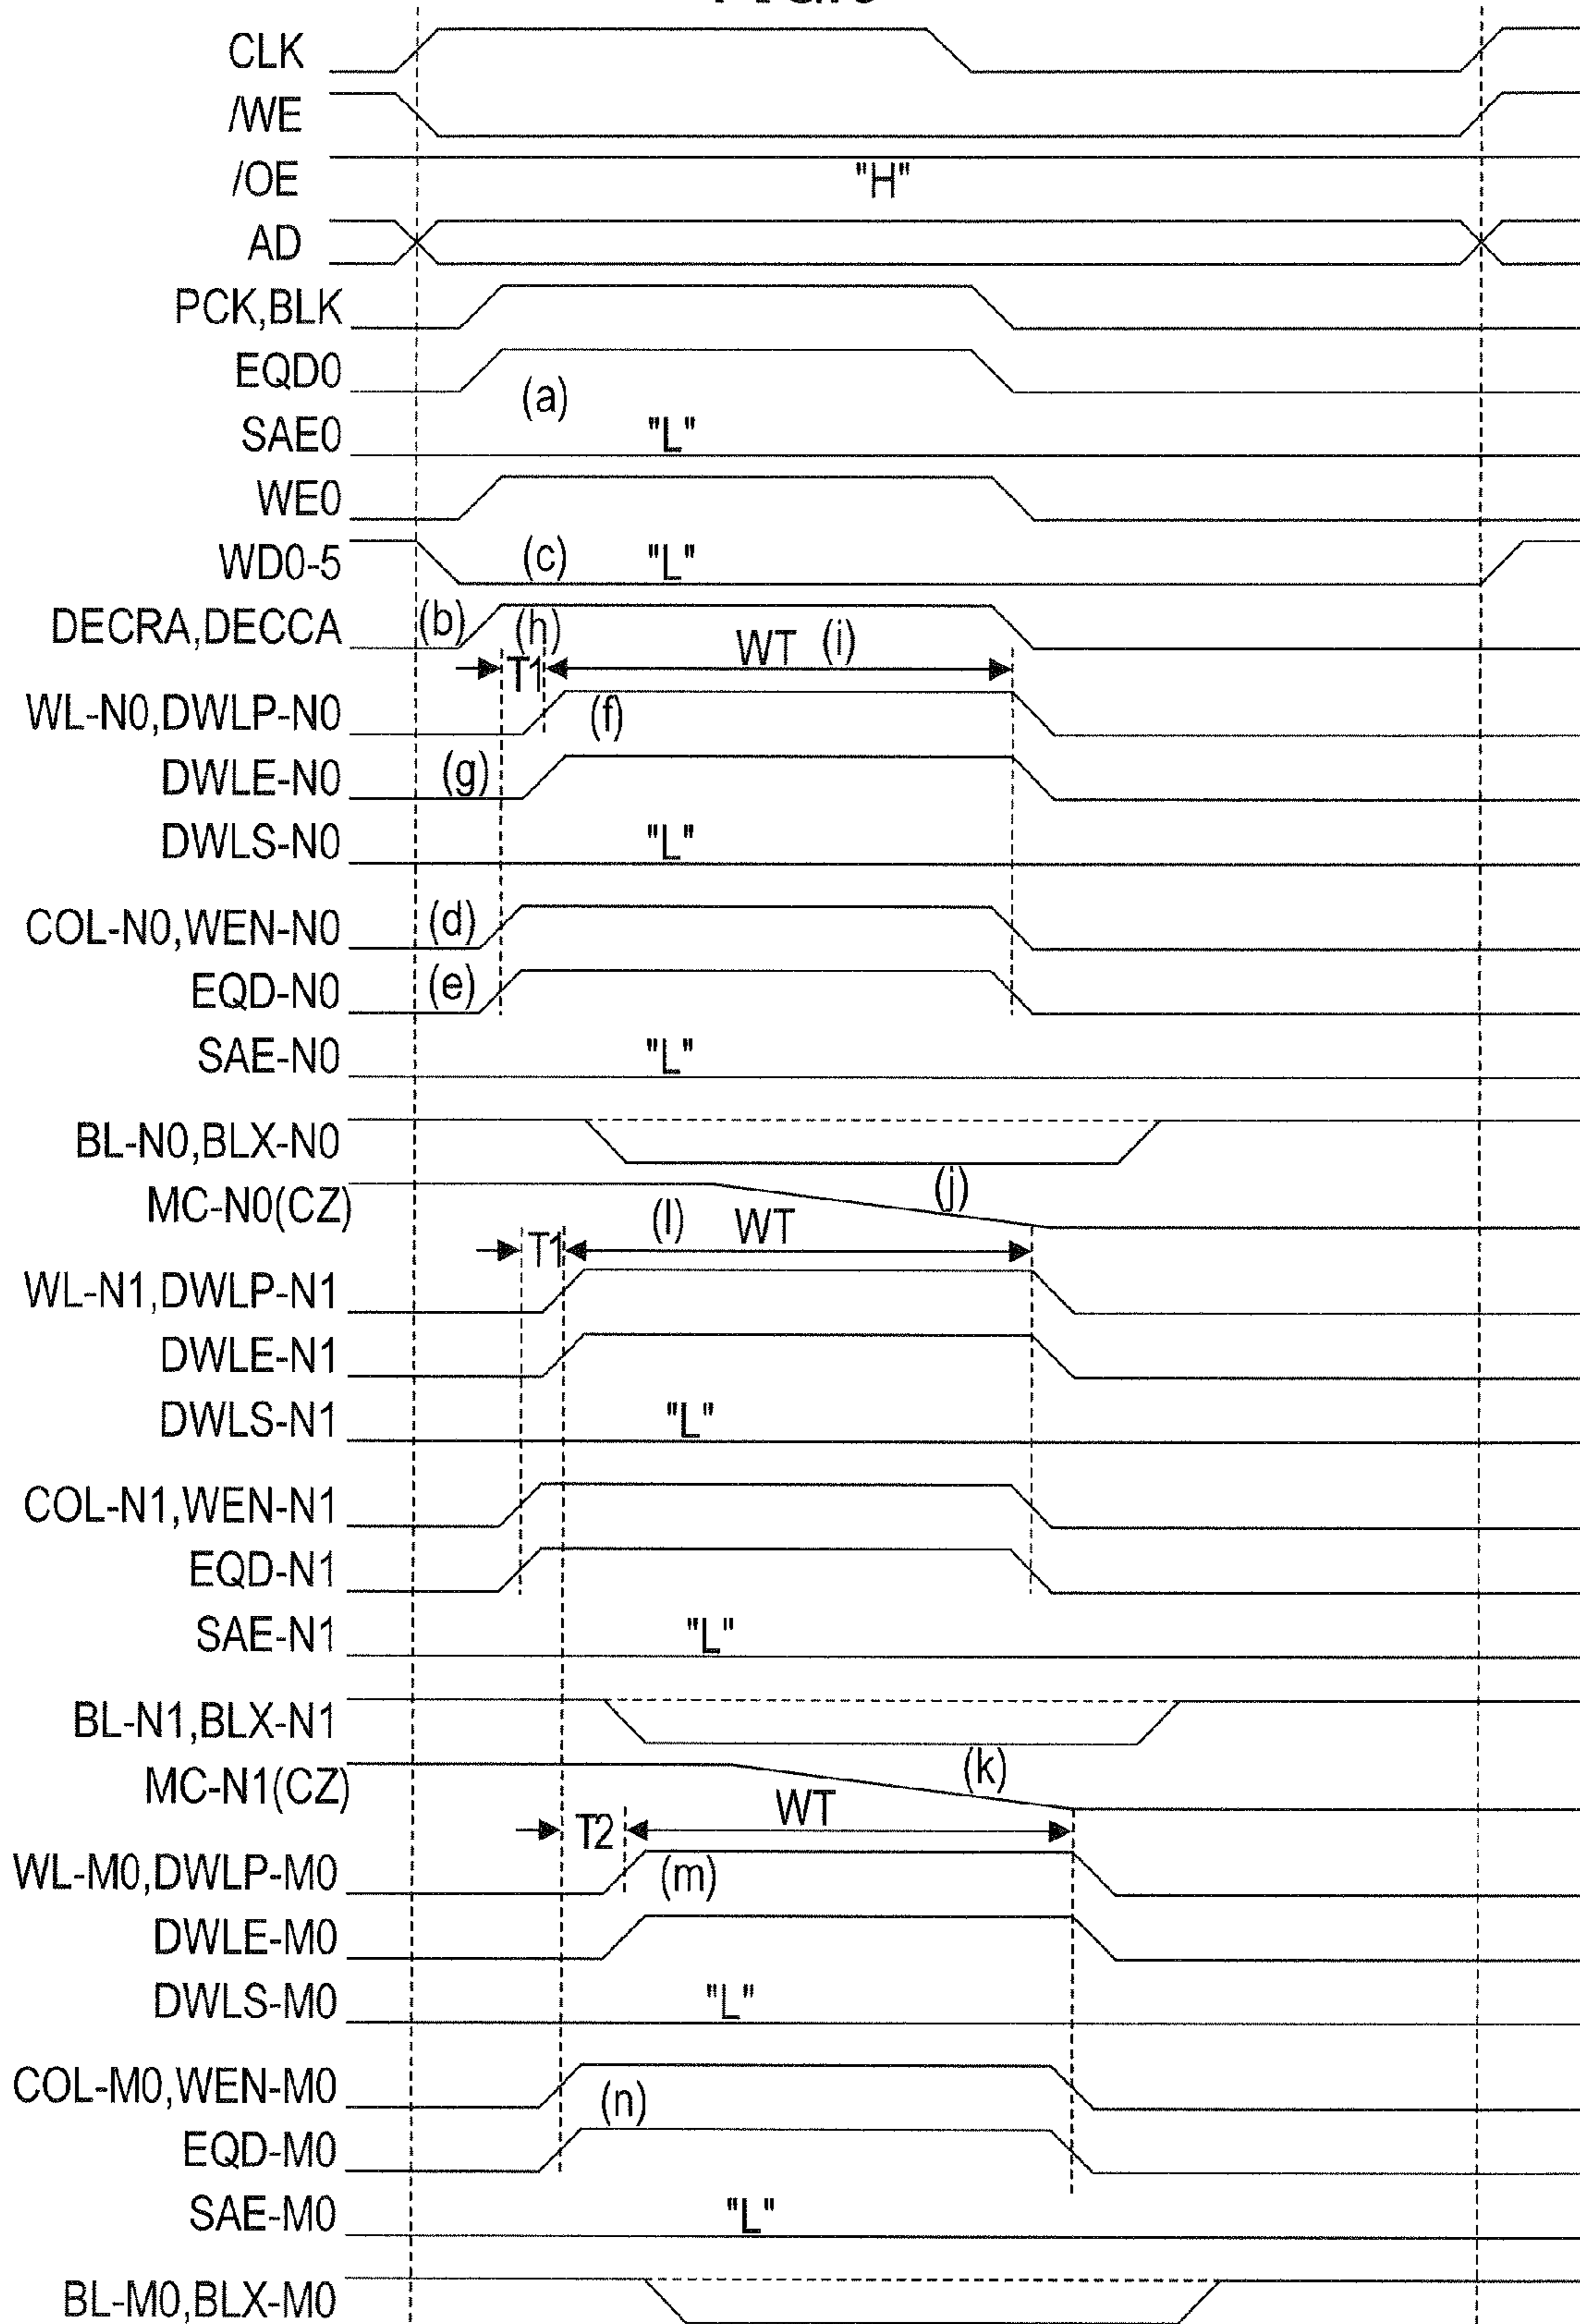 CLK
/WE
/OE "H"
AD
PCK,BLK
EQD0
(a)
SAE0 "L"
WE0
WD0-5 (c) "L"
DECRA,DECCA (b) (h)
T1 WT (i)
WL-N0,DWLP-N0 (f)
DWLE-N0 (g)
DWLS-N0 "L"
COL-N0,WEN-N0 (d)
EQD-N0 (e)
SAE-N0 "L"
BL-N0,BLX-N0
MC-N0(CZ) (j)
T1 (l) WT
WL-N1,DWLP-N1
DWLE-N1
DWLS-N1 "L"
COL-N1,WEN-N1
EQD-N1
SAE-N1 "L"
BL-N1,BLX-N1
MC-N1(CZ) (k)
T2 WT
WL-M0,DWLP-M0 (m)
DWLE-M0
DWLS-M0 "L"
COL-M0,WEN-M0
(n)
EQD-M0
SAE-M0 "L"
BL-M0,BLX-M0